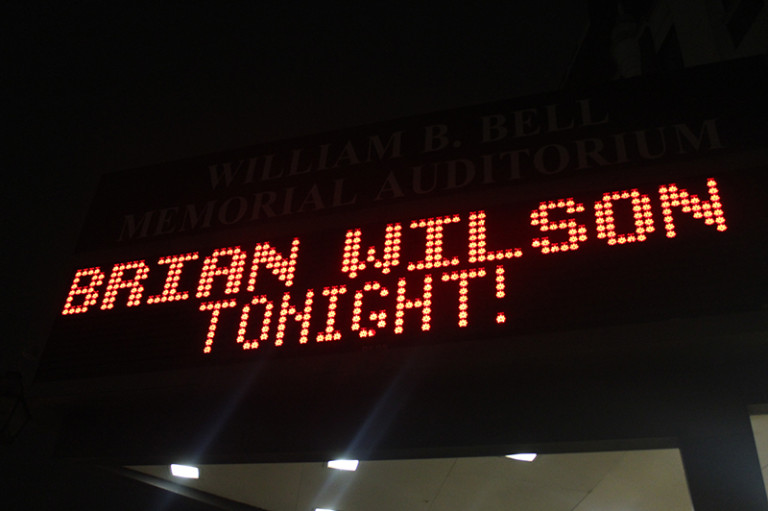 WILLIAM B. BELL
MEMORIAL AUDITORIUM
BRIAN WILSON
TONIGHT!